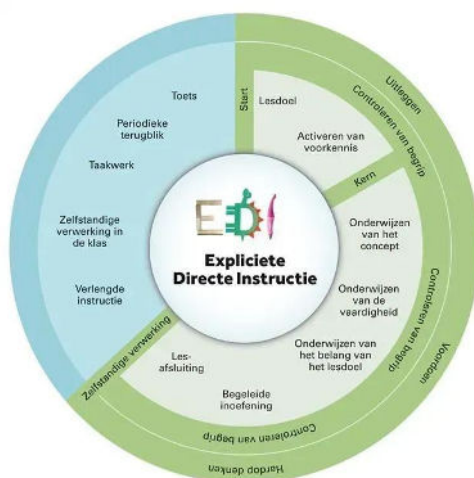 Start
Lesdoel
Activeren van
voorkennis
Kern
Onderwijzen
van het
concept
Onderwijzen
van de
vaardigheid
Onderwijzen van
het belang van
het lesdoel
Begeleide
inoefening
Les-
afsluiting
Zelfstandige verwerking
Verlengde
instructie
Zelfstandige
verwerking in
de klas
Taakwerk
Periodieke
terugblik
Toets
EDI
Expliciete
Directe Instructie
Controleren van begrip
Controleren van begrip
Controleren van begrip
Uitleggen
Voordoen
Hardop denken